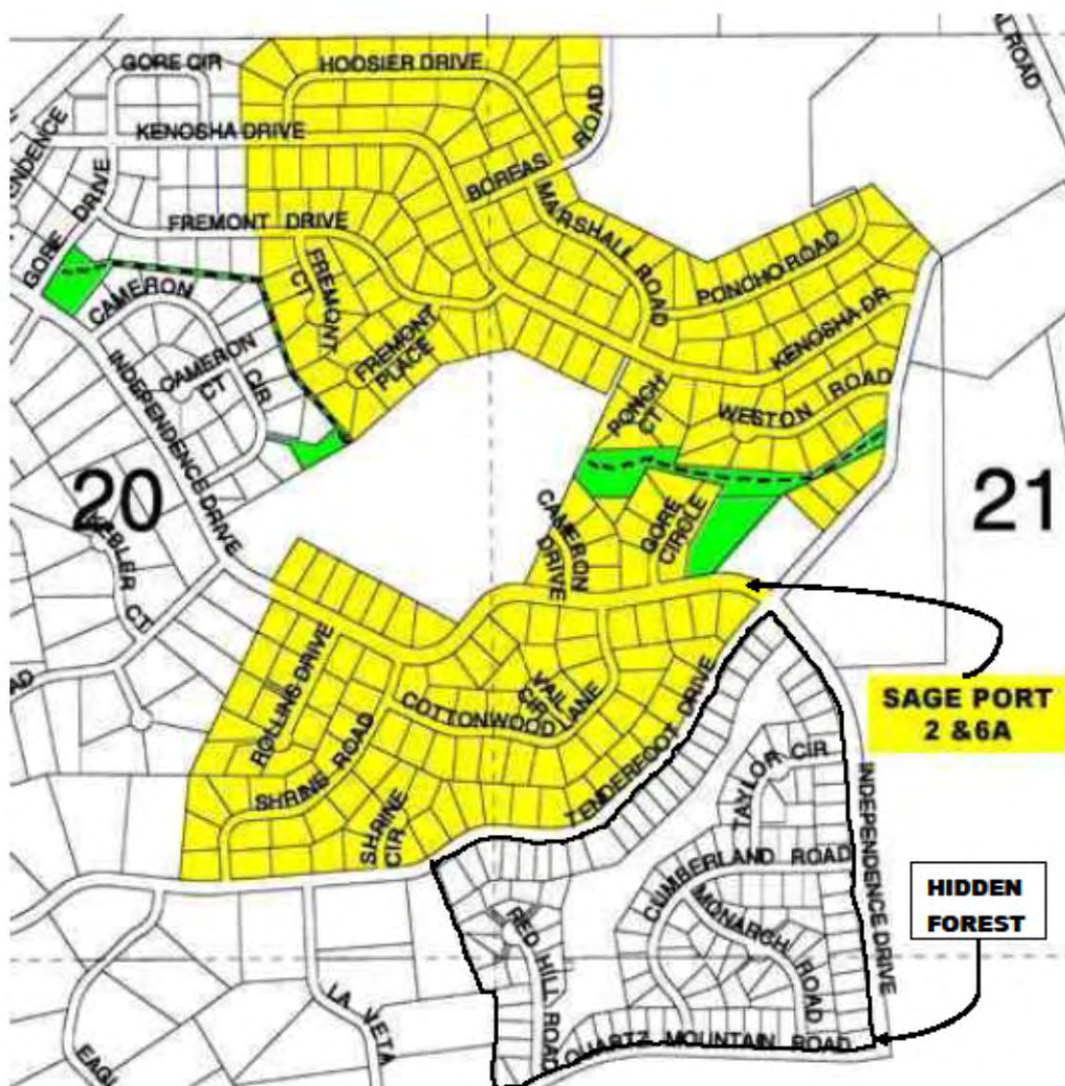 GORE CIR
HOOSIER DRIVE
KENOSHA DRIVE
BOREAS ROAD
GORE DRIVE
FREMONT DRIVE
MARSHALL ROAD
PONCHO ROAD
FREMONT
CT
CAMERON
CIR
FREMONT
PLACE
KENOSHA DR
CAMERON
CT
WESTON ROAD
PONCH
CT
INDEPENDENCE DRIVE
20
21
CAMERON
DRIVE
GORE
CIRCLE
CAMERON
CT.
ROLLINS DRIVE
VAIL
CIR
COTTONWOOD LANE
TENDERFOOT DRIVE
SAGE PORT
2 &6A
SHRINE ROAD
SHRINE
CIR
TAYLOR CIR
INDEPENDENCE DRIVE
CUMBERLAND ROAD
MONARCH ROAD
HIDDEN
FOREST
RED HILL ROAD
LA VETA
QUARTZ MOUNTAIN ROAD